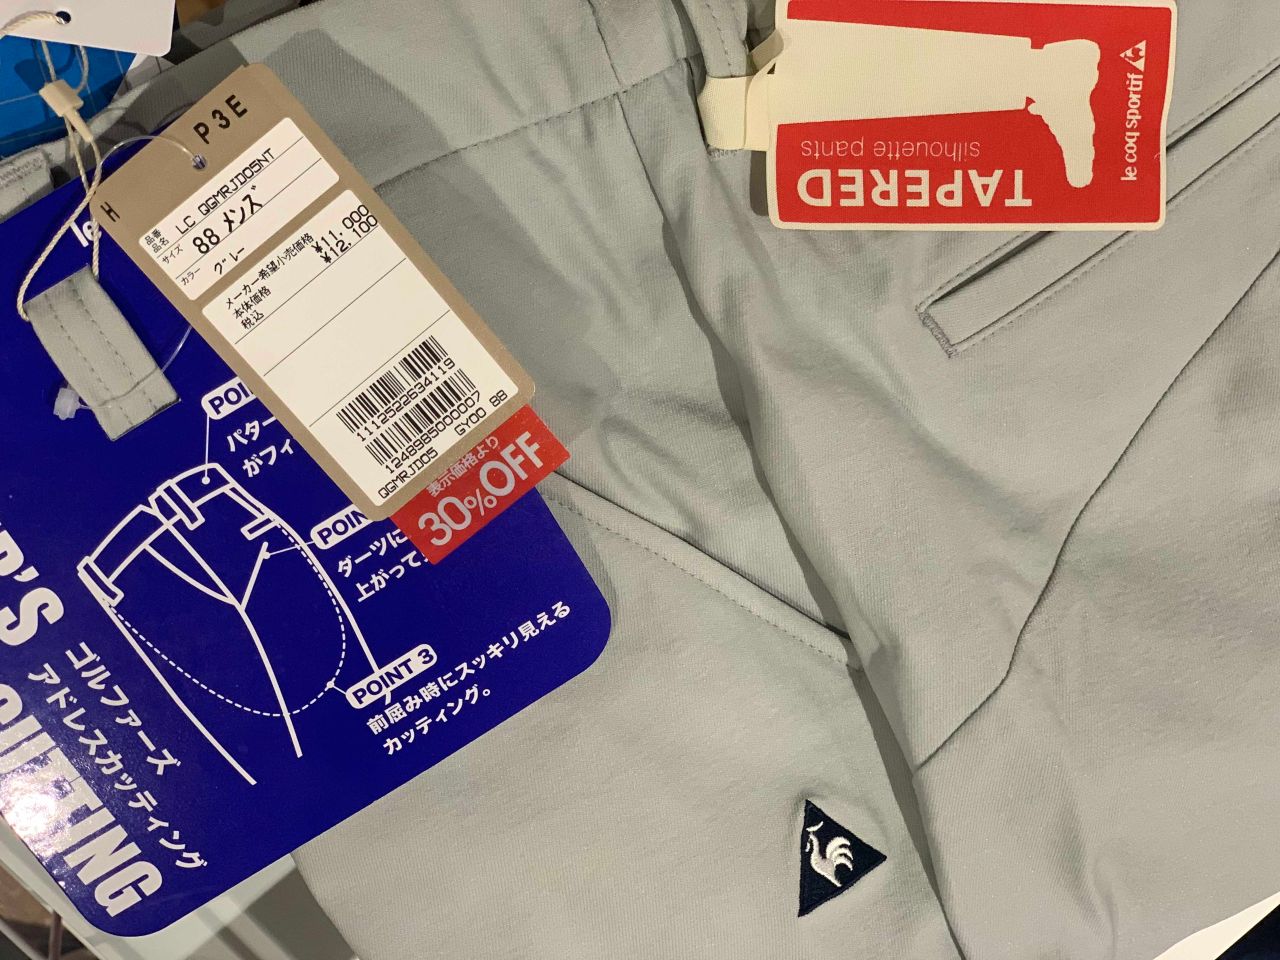 P3E
H
品番
品名
LC QGMRJD05NT
サイズ
88 メンズ
カラー
グレー
メーカー希望小売価格
本体価格 ¥11,000
税込 ¥12,100
1112522634119
1248985000007
QGMRJD05 GY00 88
表示価格より
30%OFF
TAPERED
silhouette pants
le coq sportif
le
パター
がフィ
ダーツに
上がって
POINT 3
前屈み時にスッキリ見える
カッティング。
ゴルファーズ
アドレスカッティング
'S
CUTTING